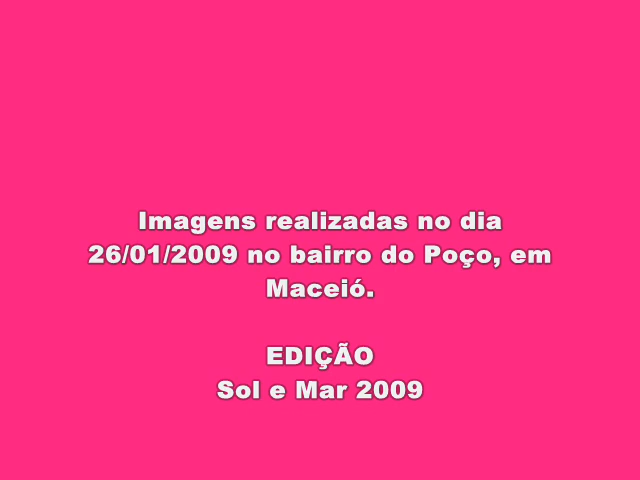 Imagens realizadas no dia
26/01/2009 no bairro do Poço, em
Maceió.
EDIÇÃO
Sol e Mar 2009